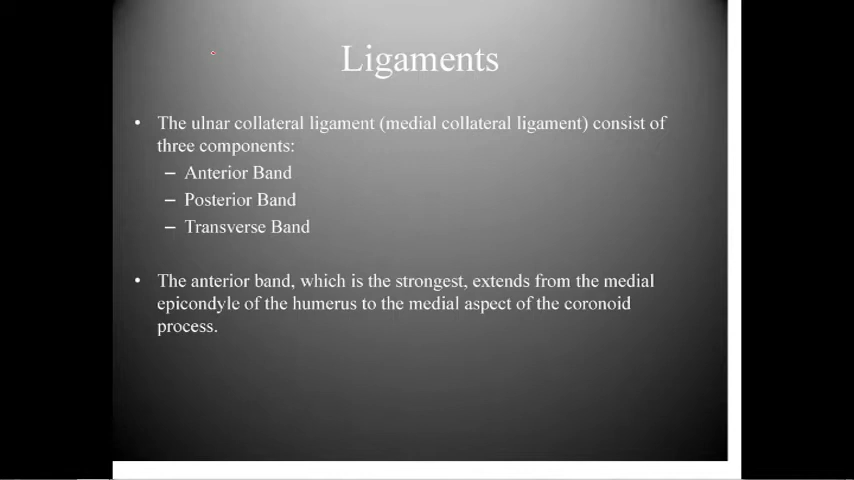 Ligaments
• The ulnar collateral ligament (medial collateral ligament) consist of
three components:
– Anterior Band
– Posterior Band
– Transverse Band
• The anterior band, which is the strongest, extends from the medial
epicondyle of the humerus to the medial aspect of the coronoid
process.